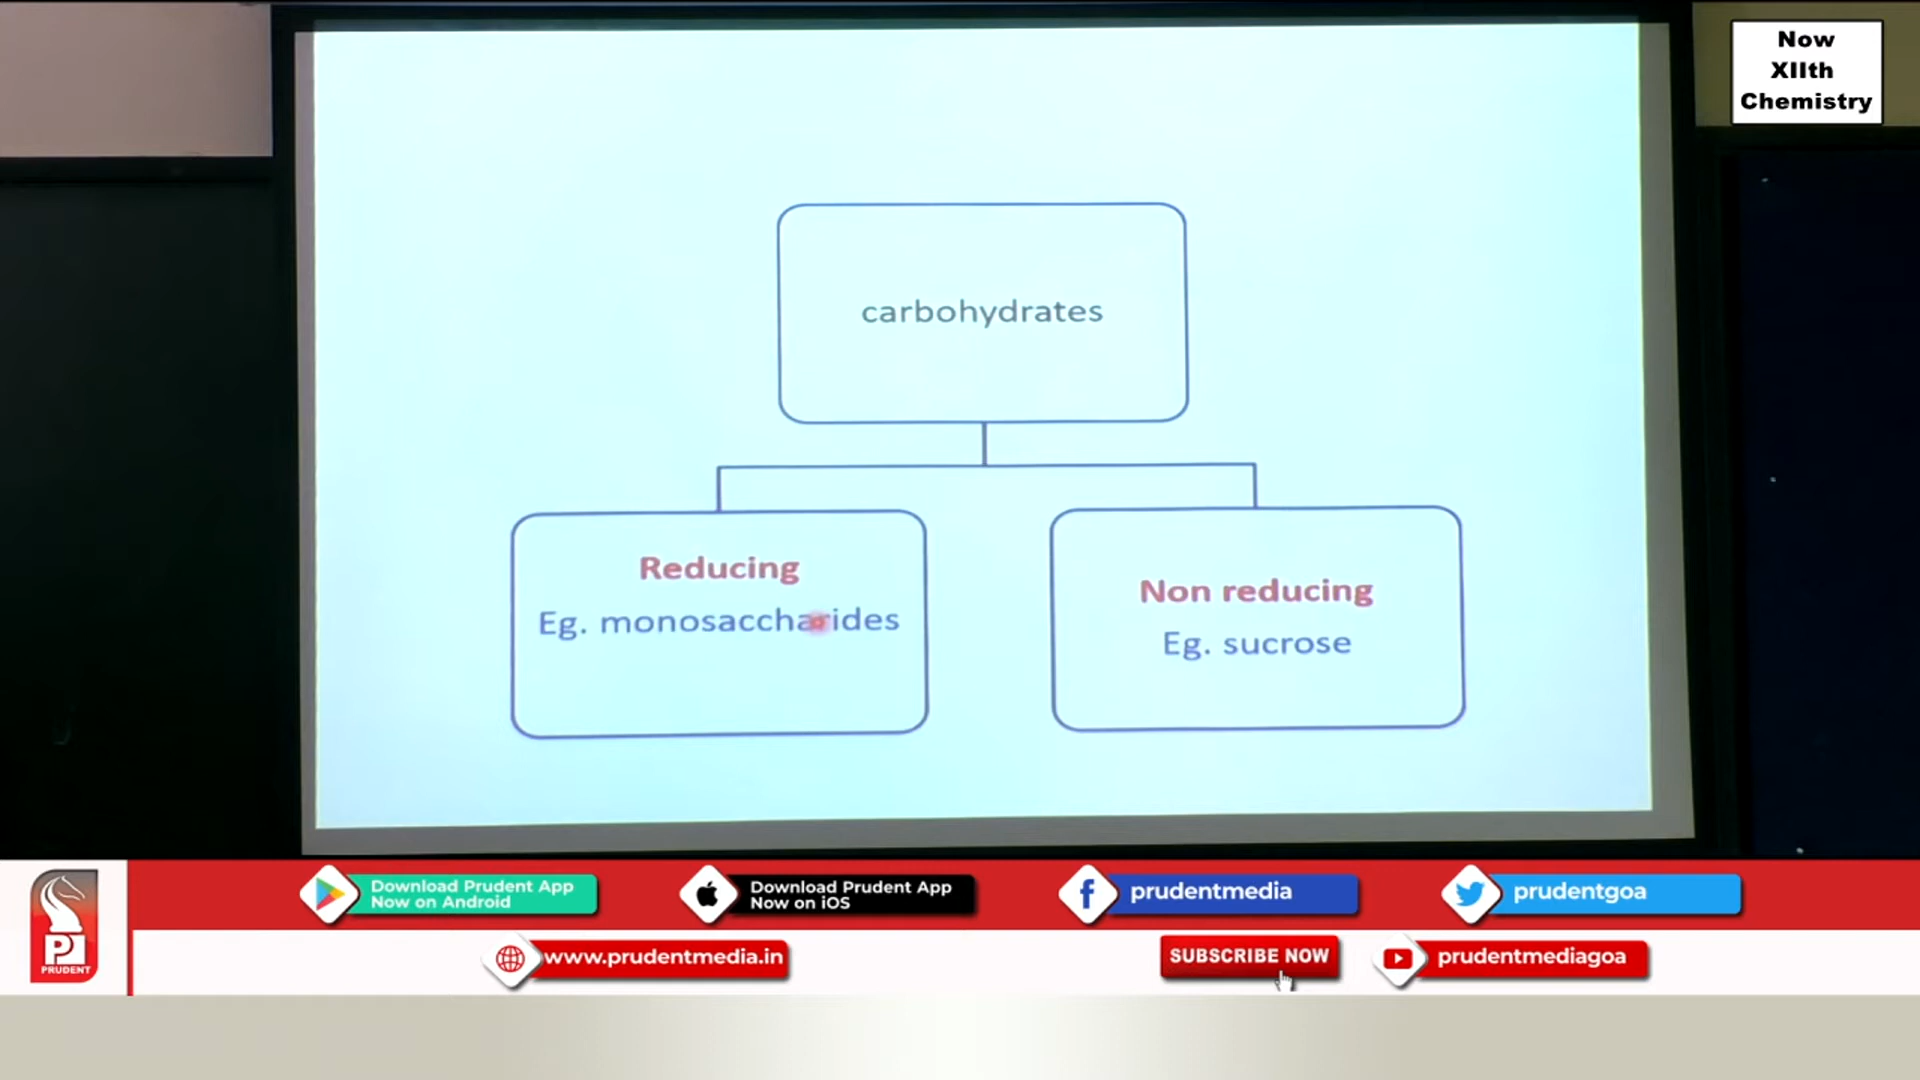 Now
XIIth
Chemistry
carbohydrates
Reducing
Eg. monosaccharides
Non reducing
Eg. sucrose
Download Prudent App
Now on Android
Download Prudent App
Now on iOS
prudentmedia
prudentgoa
PRUDENT
www.prudentmedia.in
SUBSCRIBE NOW
prudentmediagoa